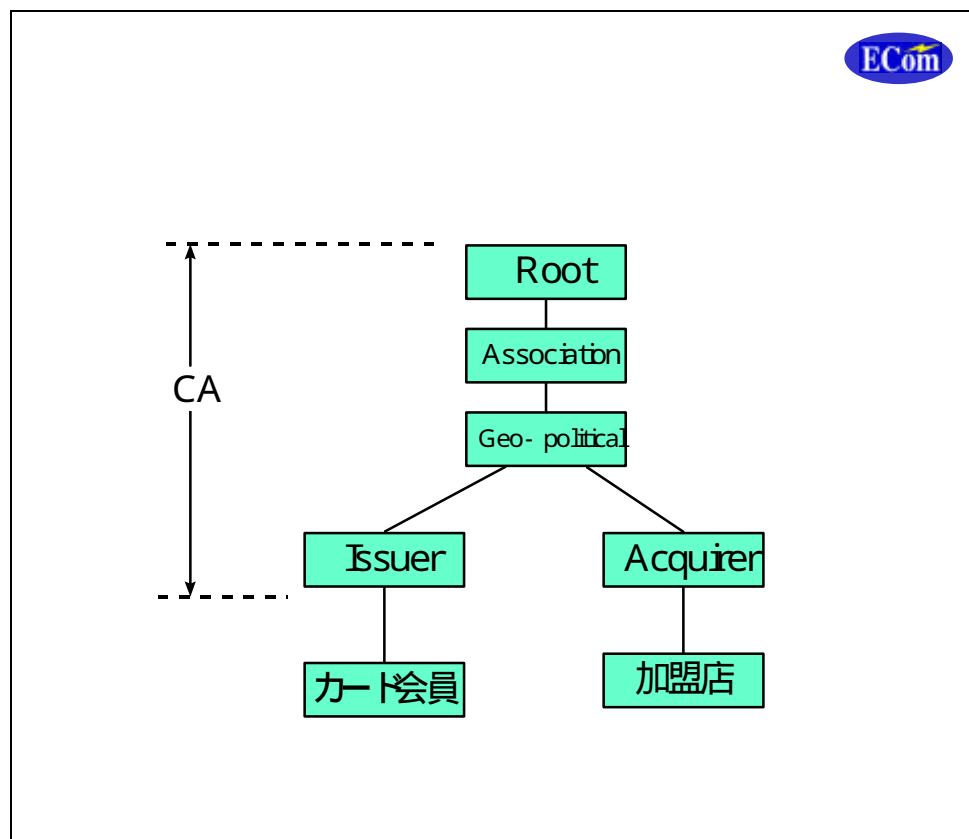 ECom
Root
Association
CA
Geo- political
Issuer
Acquirer
カード会員
加盟店